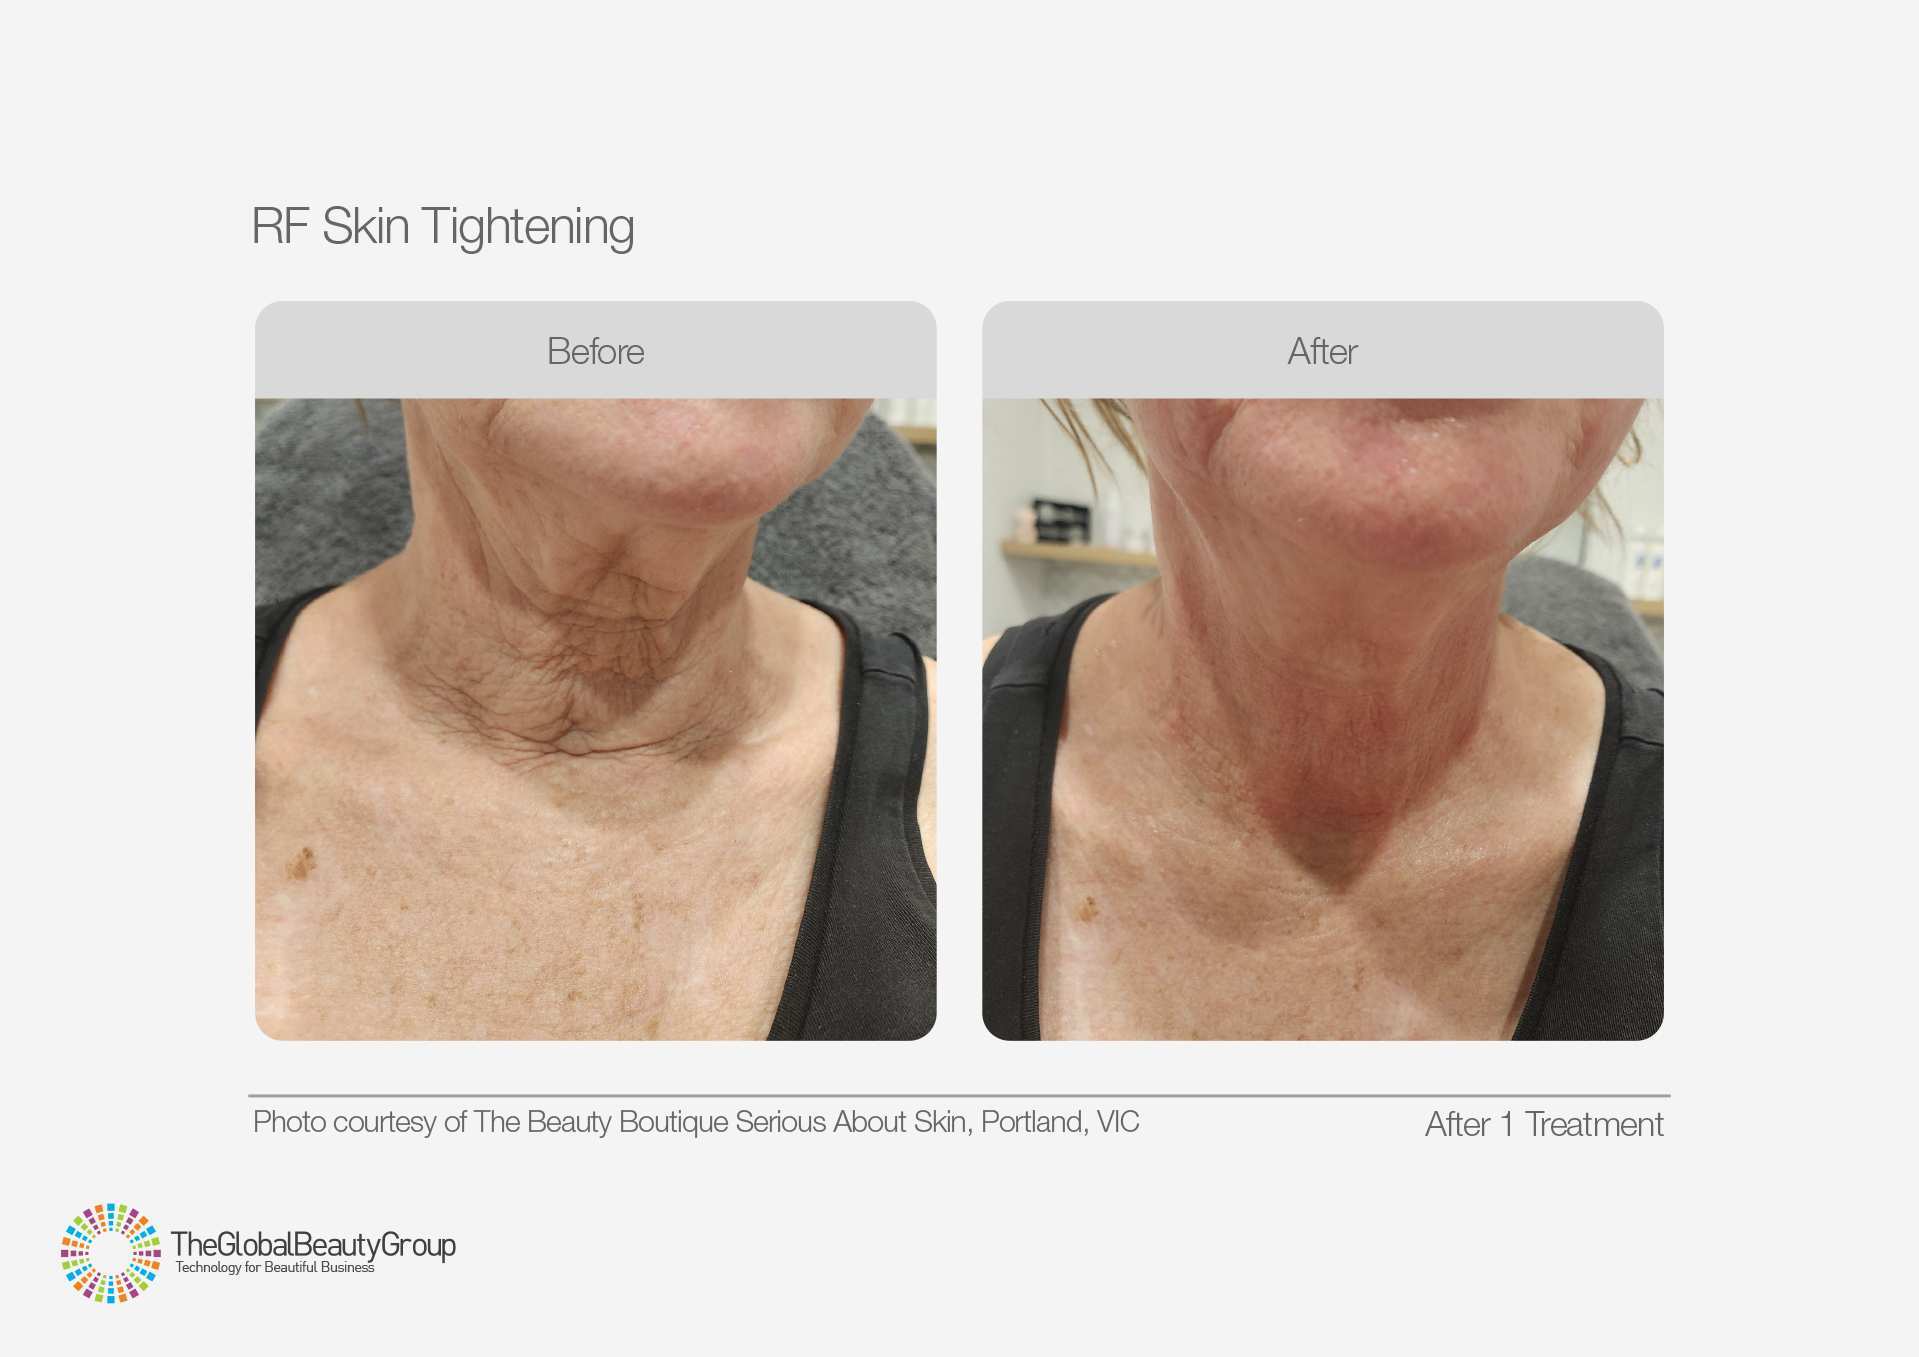 RF Skin Tightening
Before
After
Photo courtesy of The Beauty Boutique Serious About Skin, Portland, VIC
After 1 Treatment
TheGlobalBeautyGroup
Technology for Beautiful Business